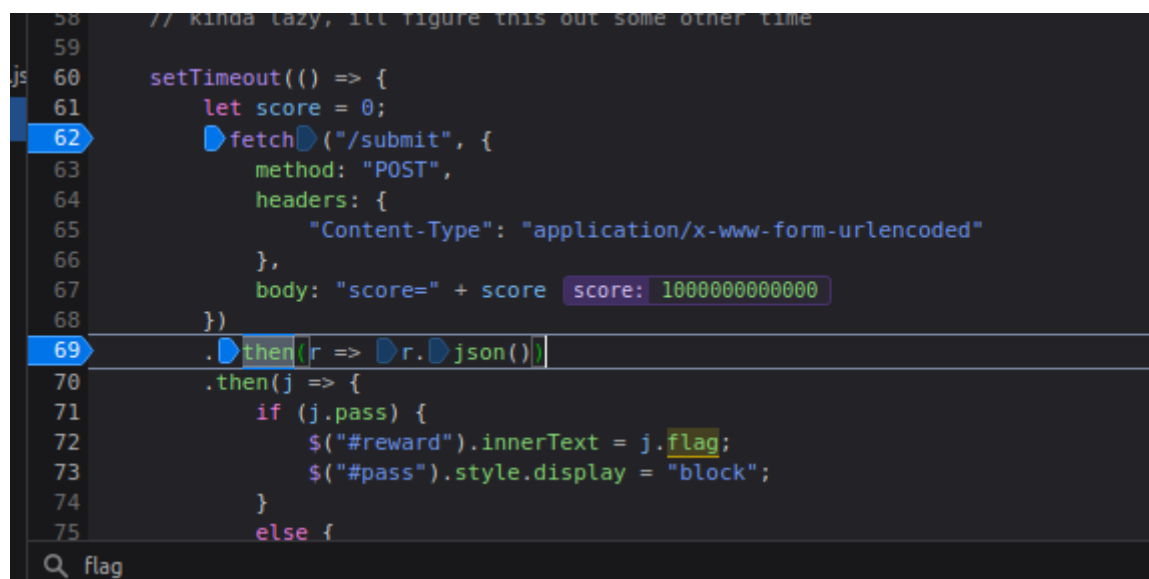 58 // kinda lazy, ill figure this out some other time
59
.js 60 setTimeout(() => {
61 let score = 0;
62 fetch("/submit", {
63 method: "POST",
64 headers: {
65 "Content-Type": "application/x-www-form-urlencoded"
66 },
67 body: "score=" + score score: 1000000000000
68 })
69 .then(r => r.json())
70 .then(j => {
71 if (j.pass) {
72 $("#reward").innerText = j.flag;
73 $("#pass").style.display = "block";
74 }
75 else {
flag